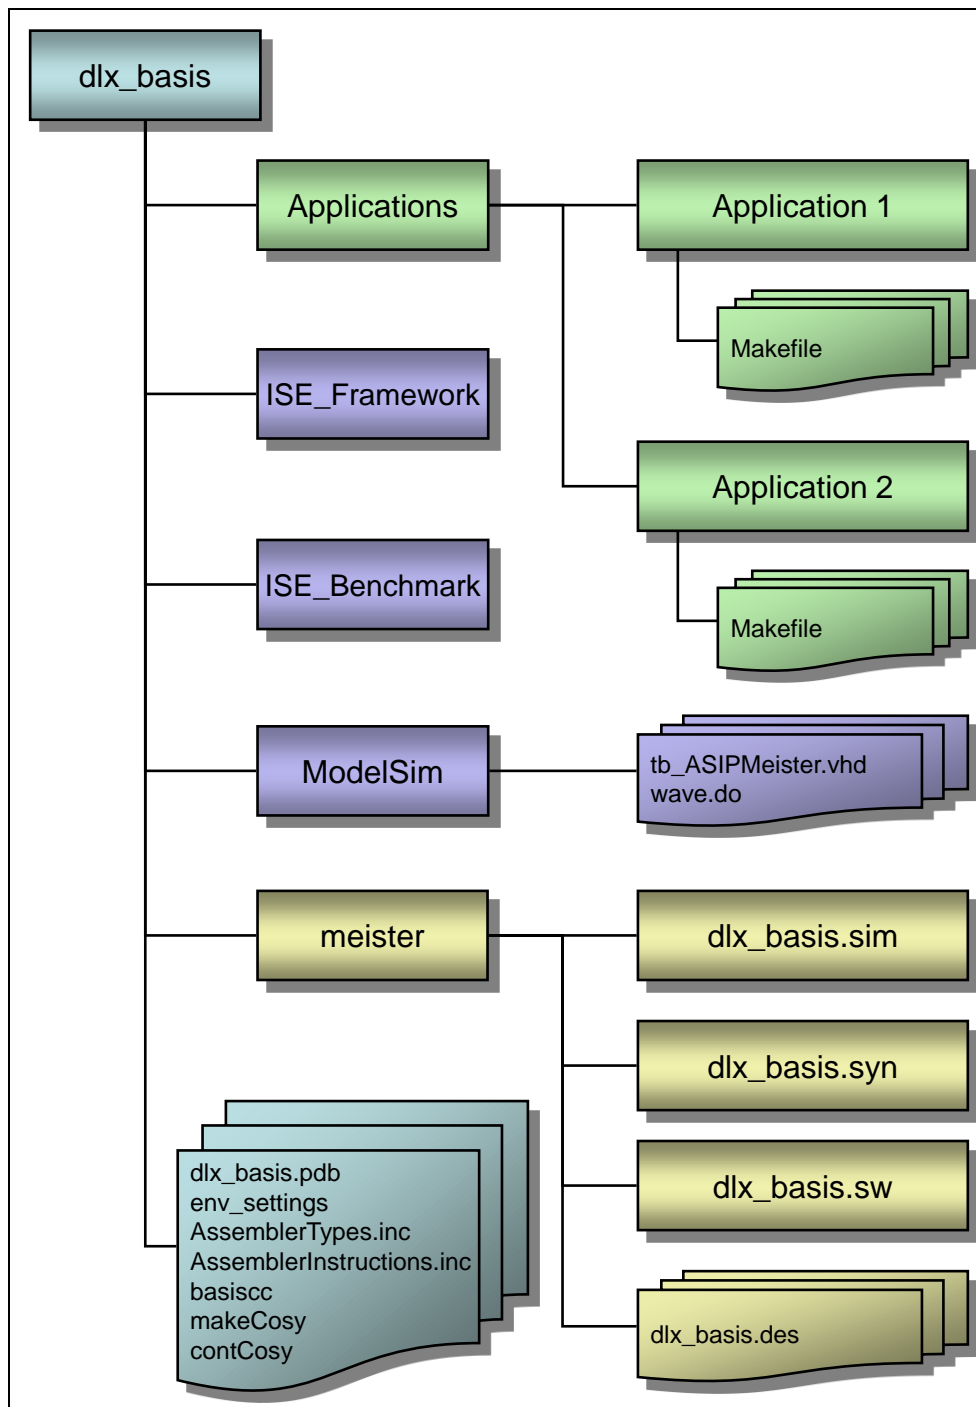 dlx_basis
Applications
Application 1
Makefile
ISE_Framework
Application 2
ISE_Benchmark
Makefile
ModelSim
tb_ASIPMeister.vhd
wave.do
meister
dlx_basis.sim
dlx_basis.syn
dlx_basis.sw
dlx_basis.des
dlx_basis.pdb
env_settings
AssemblerTypes.inc
AssemblerInstructions.inc
basiscc
makeCosy
contCosy